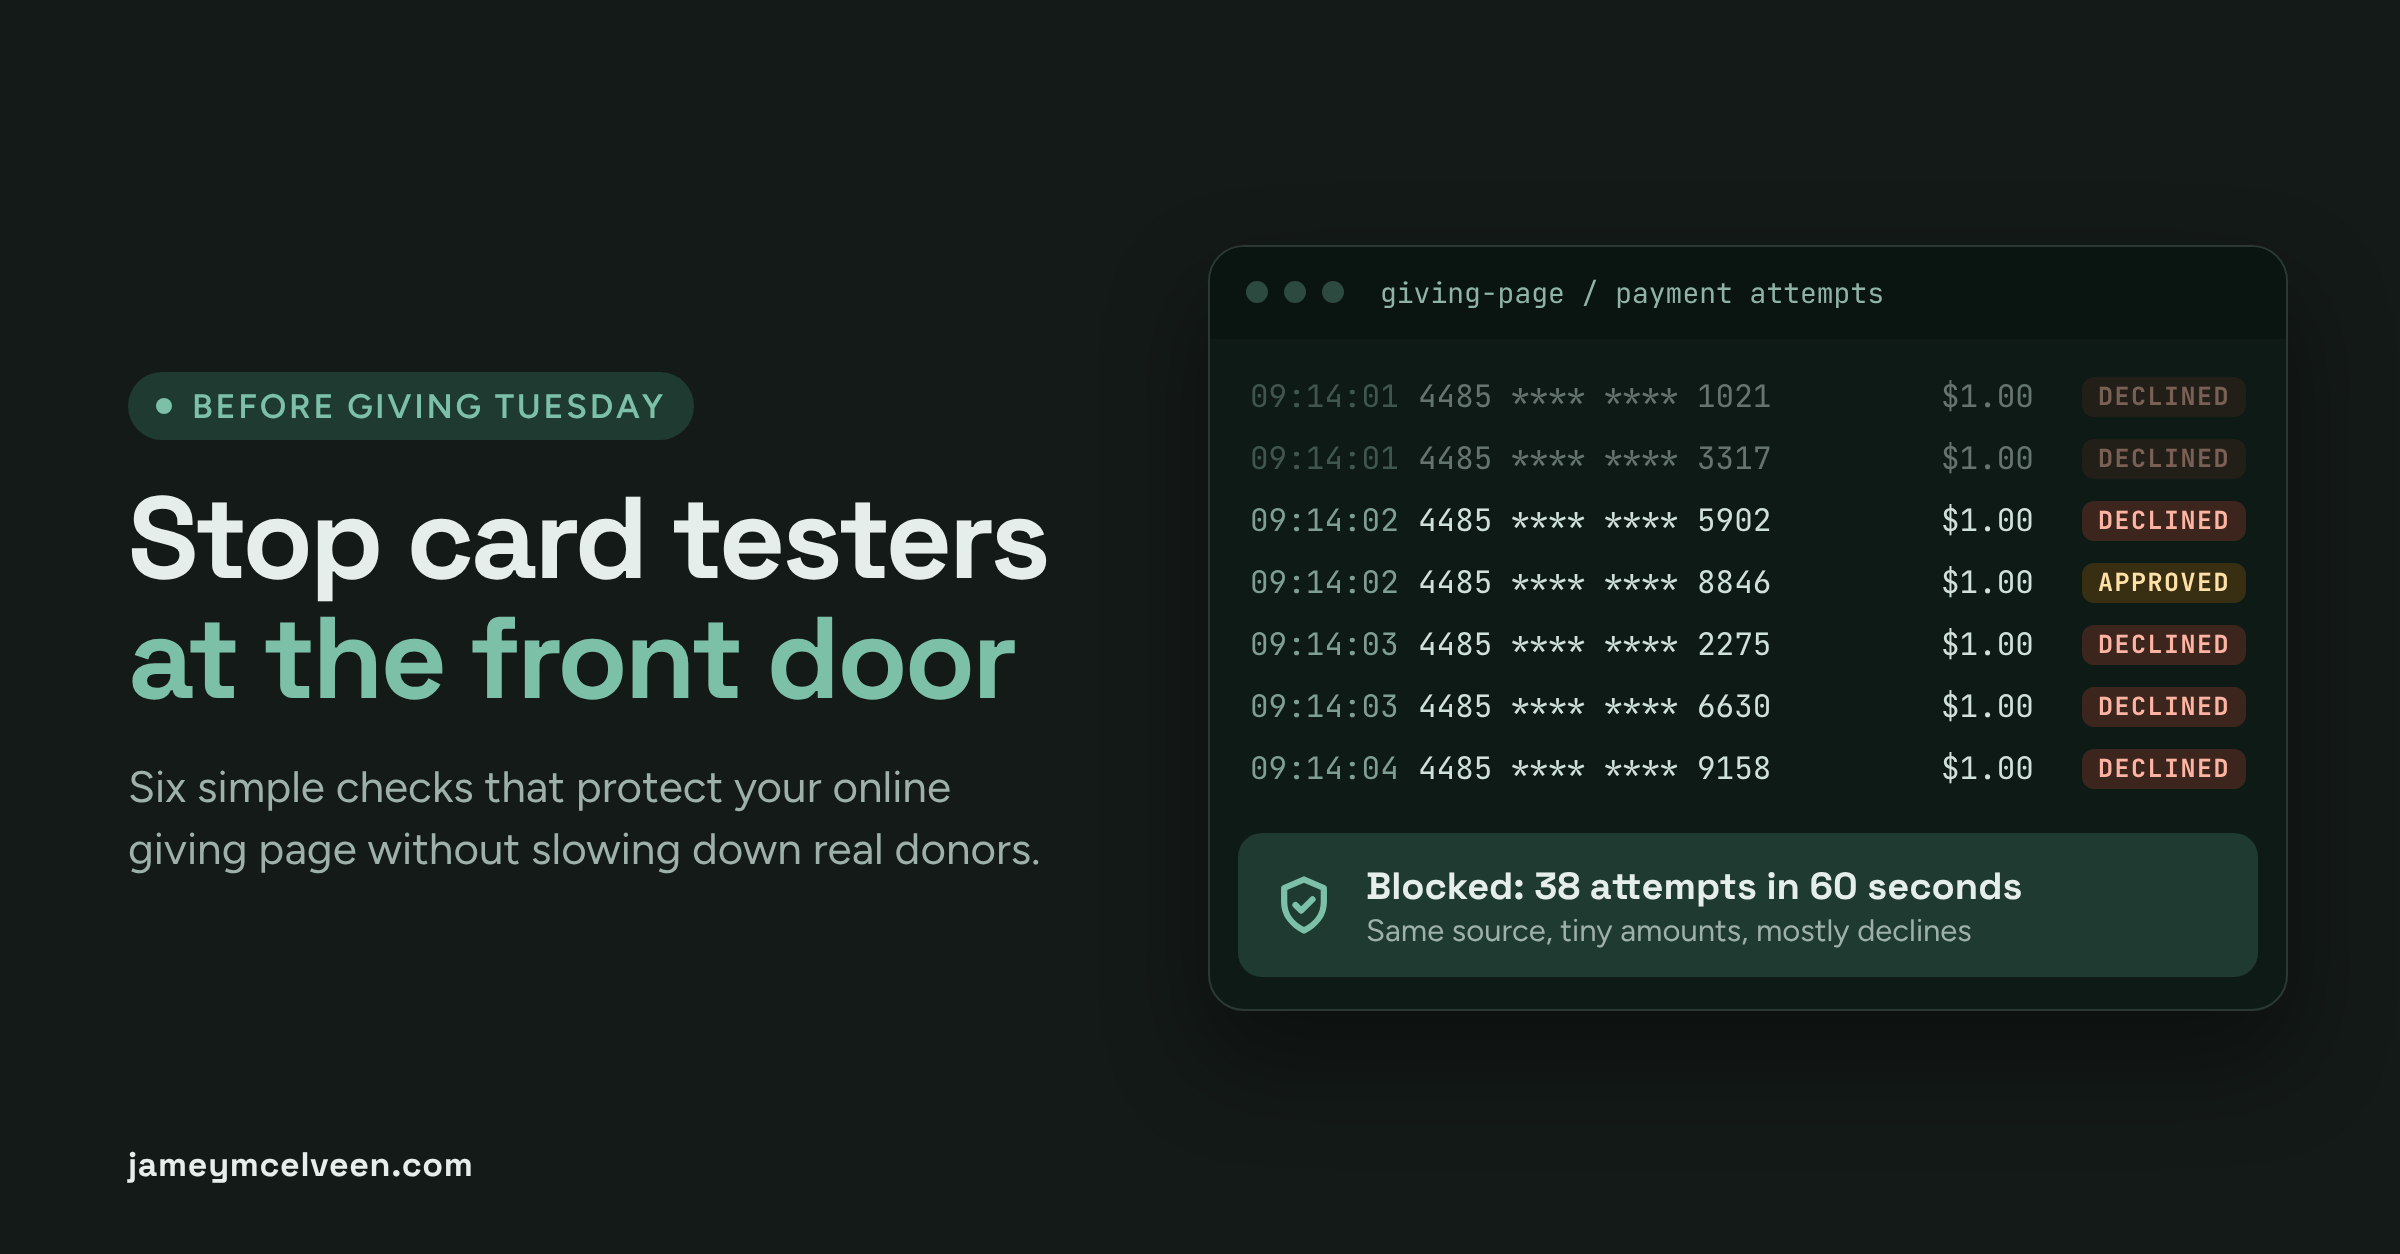 BEFORE GIVING TUESDAY
Stop card testers
at the front door
Six simple checks that protect your online
giving page without slowing down real donors.
jameymcelveen.com
giving-page / payment attempts
09:14:01 4485 **** **** 1021 $1.00 DECLINED
09:14:01 4485 **** **** 3317 $1.00 DECLINED
09:14:02 4485 **** **** 5902 $1.00 DECLINED
09:14:02 4485 **** **** 8846 $1.00 APPROVED
09:14:03 4485 **** **** 2275 $1.00 DECLINED
09:14:03 4485 **** **** 6630 $1.00 DECLINED
09:14:04 4485 **** **** 9158 $1.00 DECLINED
Blocked: 38 attempts in 60 seconds
Same source, tiny amounts, mostly declines